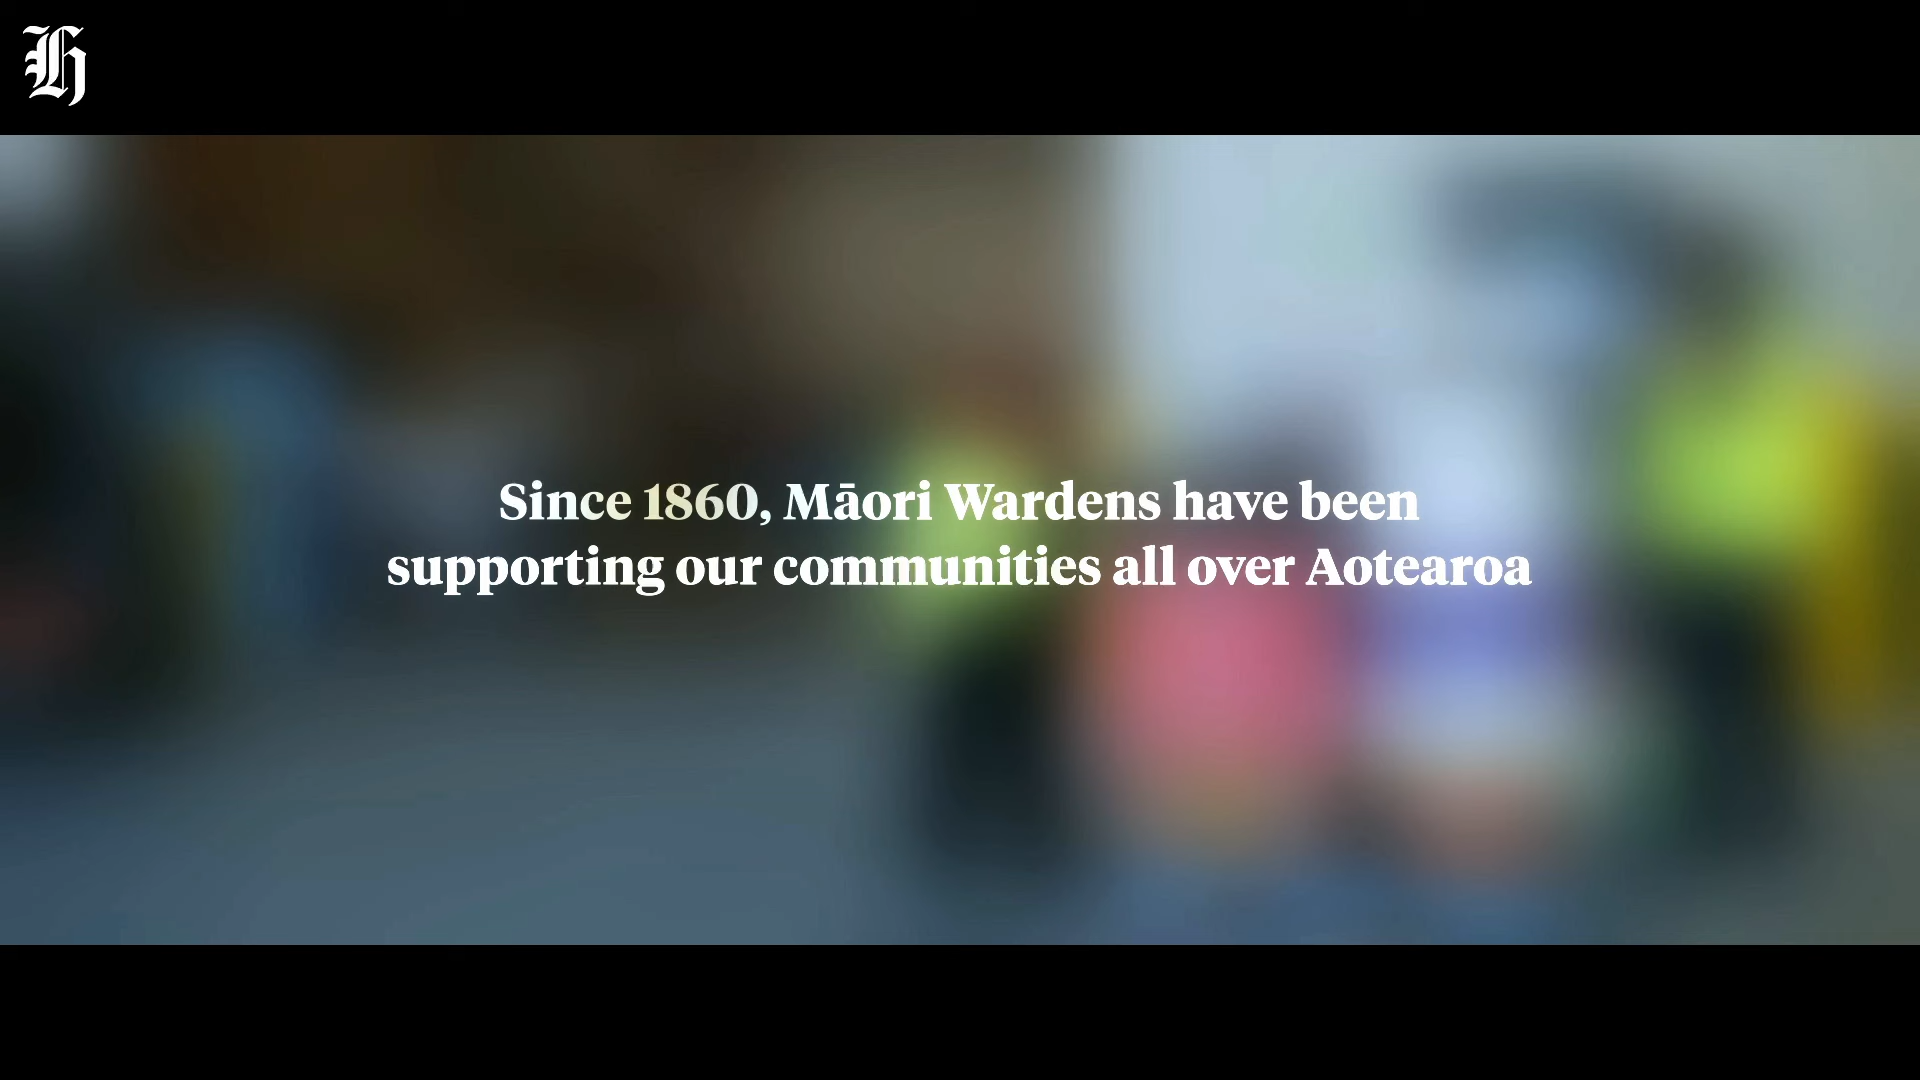 H
Since 1860, Māori Wardens have been
supporting our communities all over Aotearoa